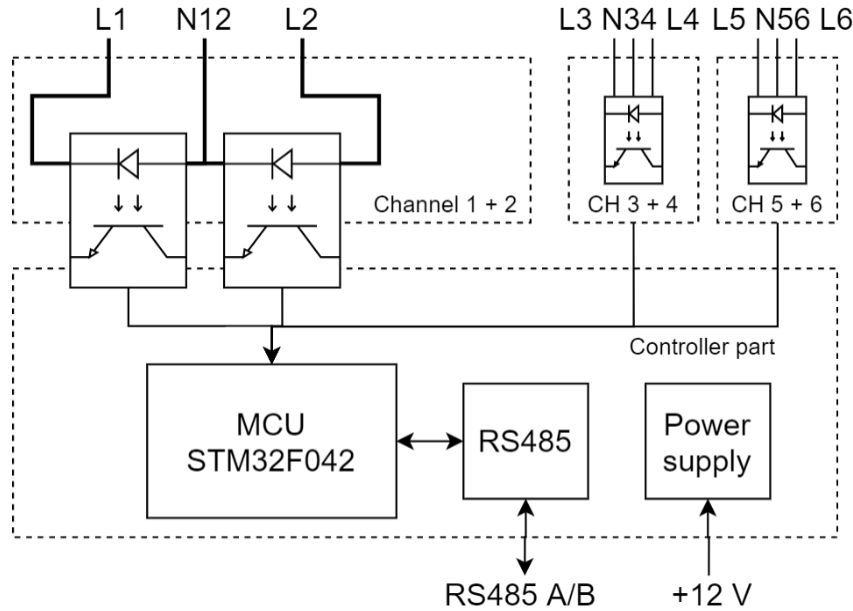 L1 N12 L2 L3 N34 L4 L5 N56 L6
Channel 1 + 2
CH 3 + 4
CH 5 + 6
Controller part
MCU
STM32F042
RS485
Power
supply
RS485 A/B
+12 V